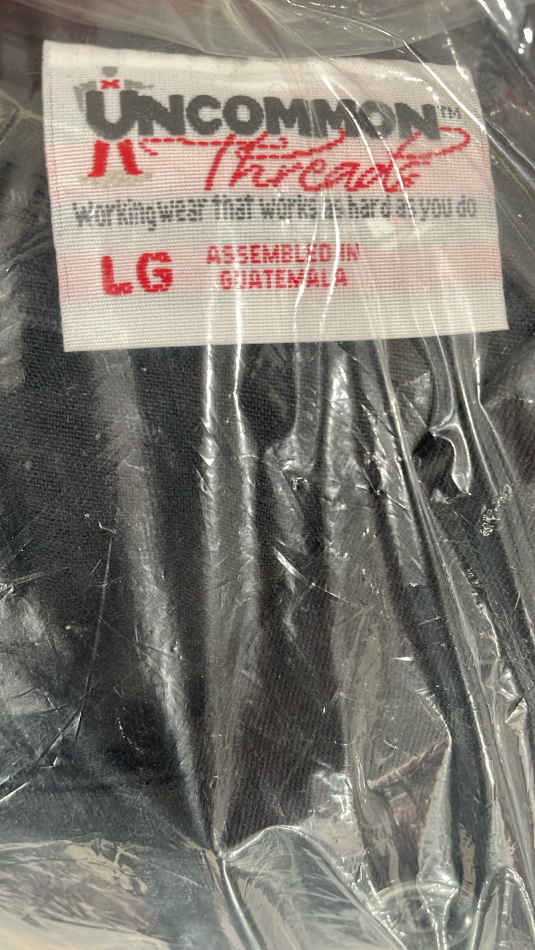 UNCOMMON™
Threads
Workingwear that works as hard as you do
LG
ASSEMBLED IN
GUATEMALA